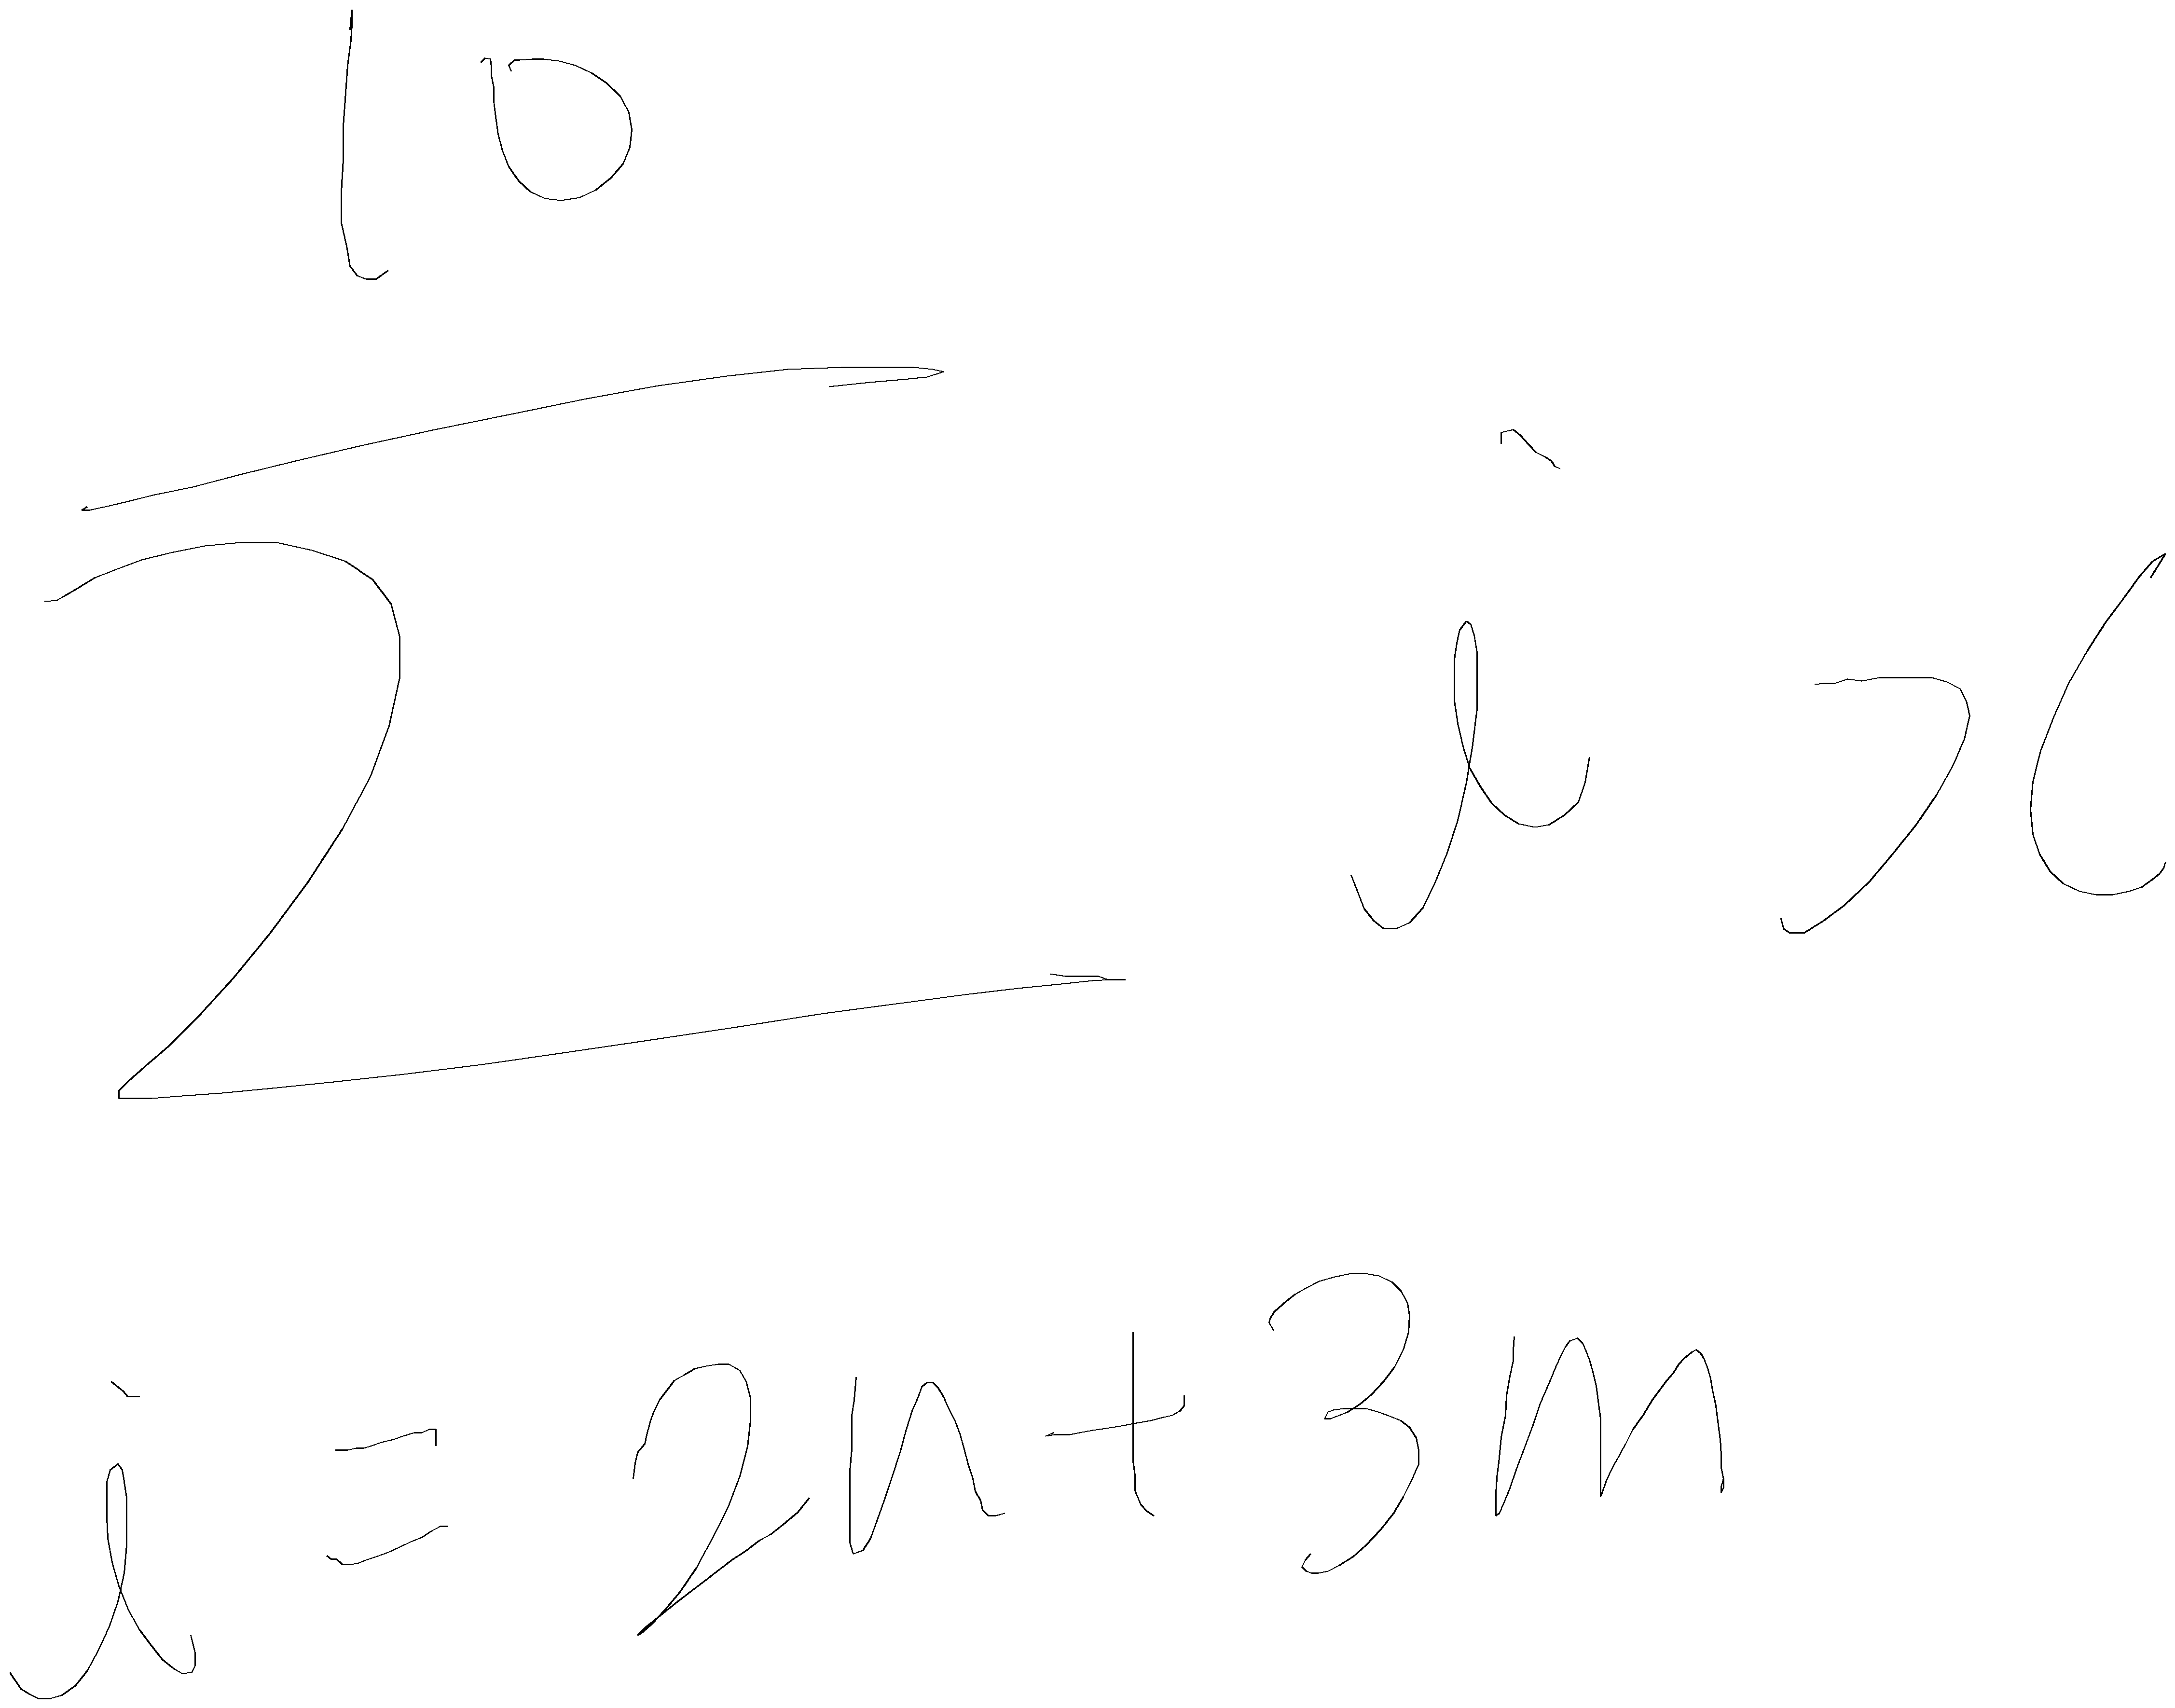 10
∑ i x
i = 2n + 3m